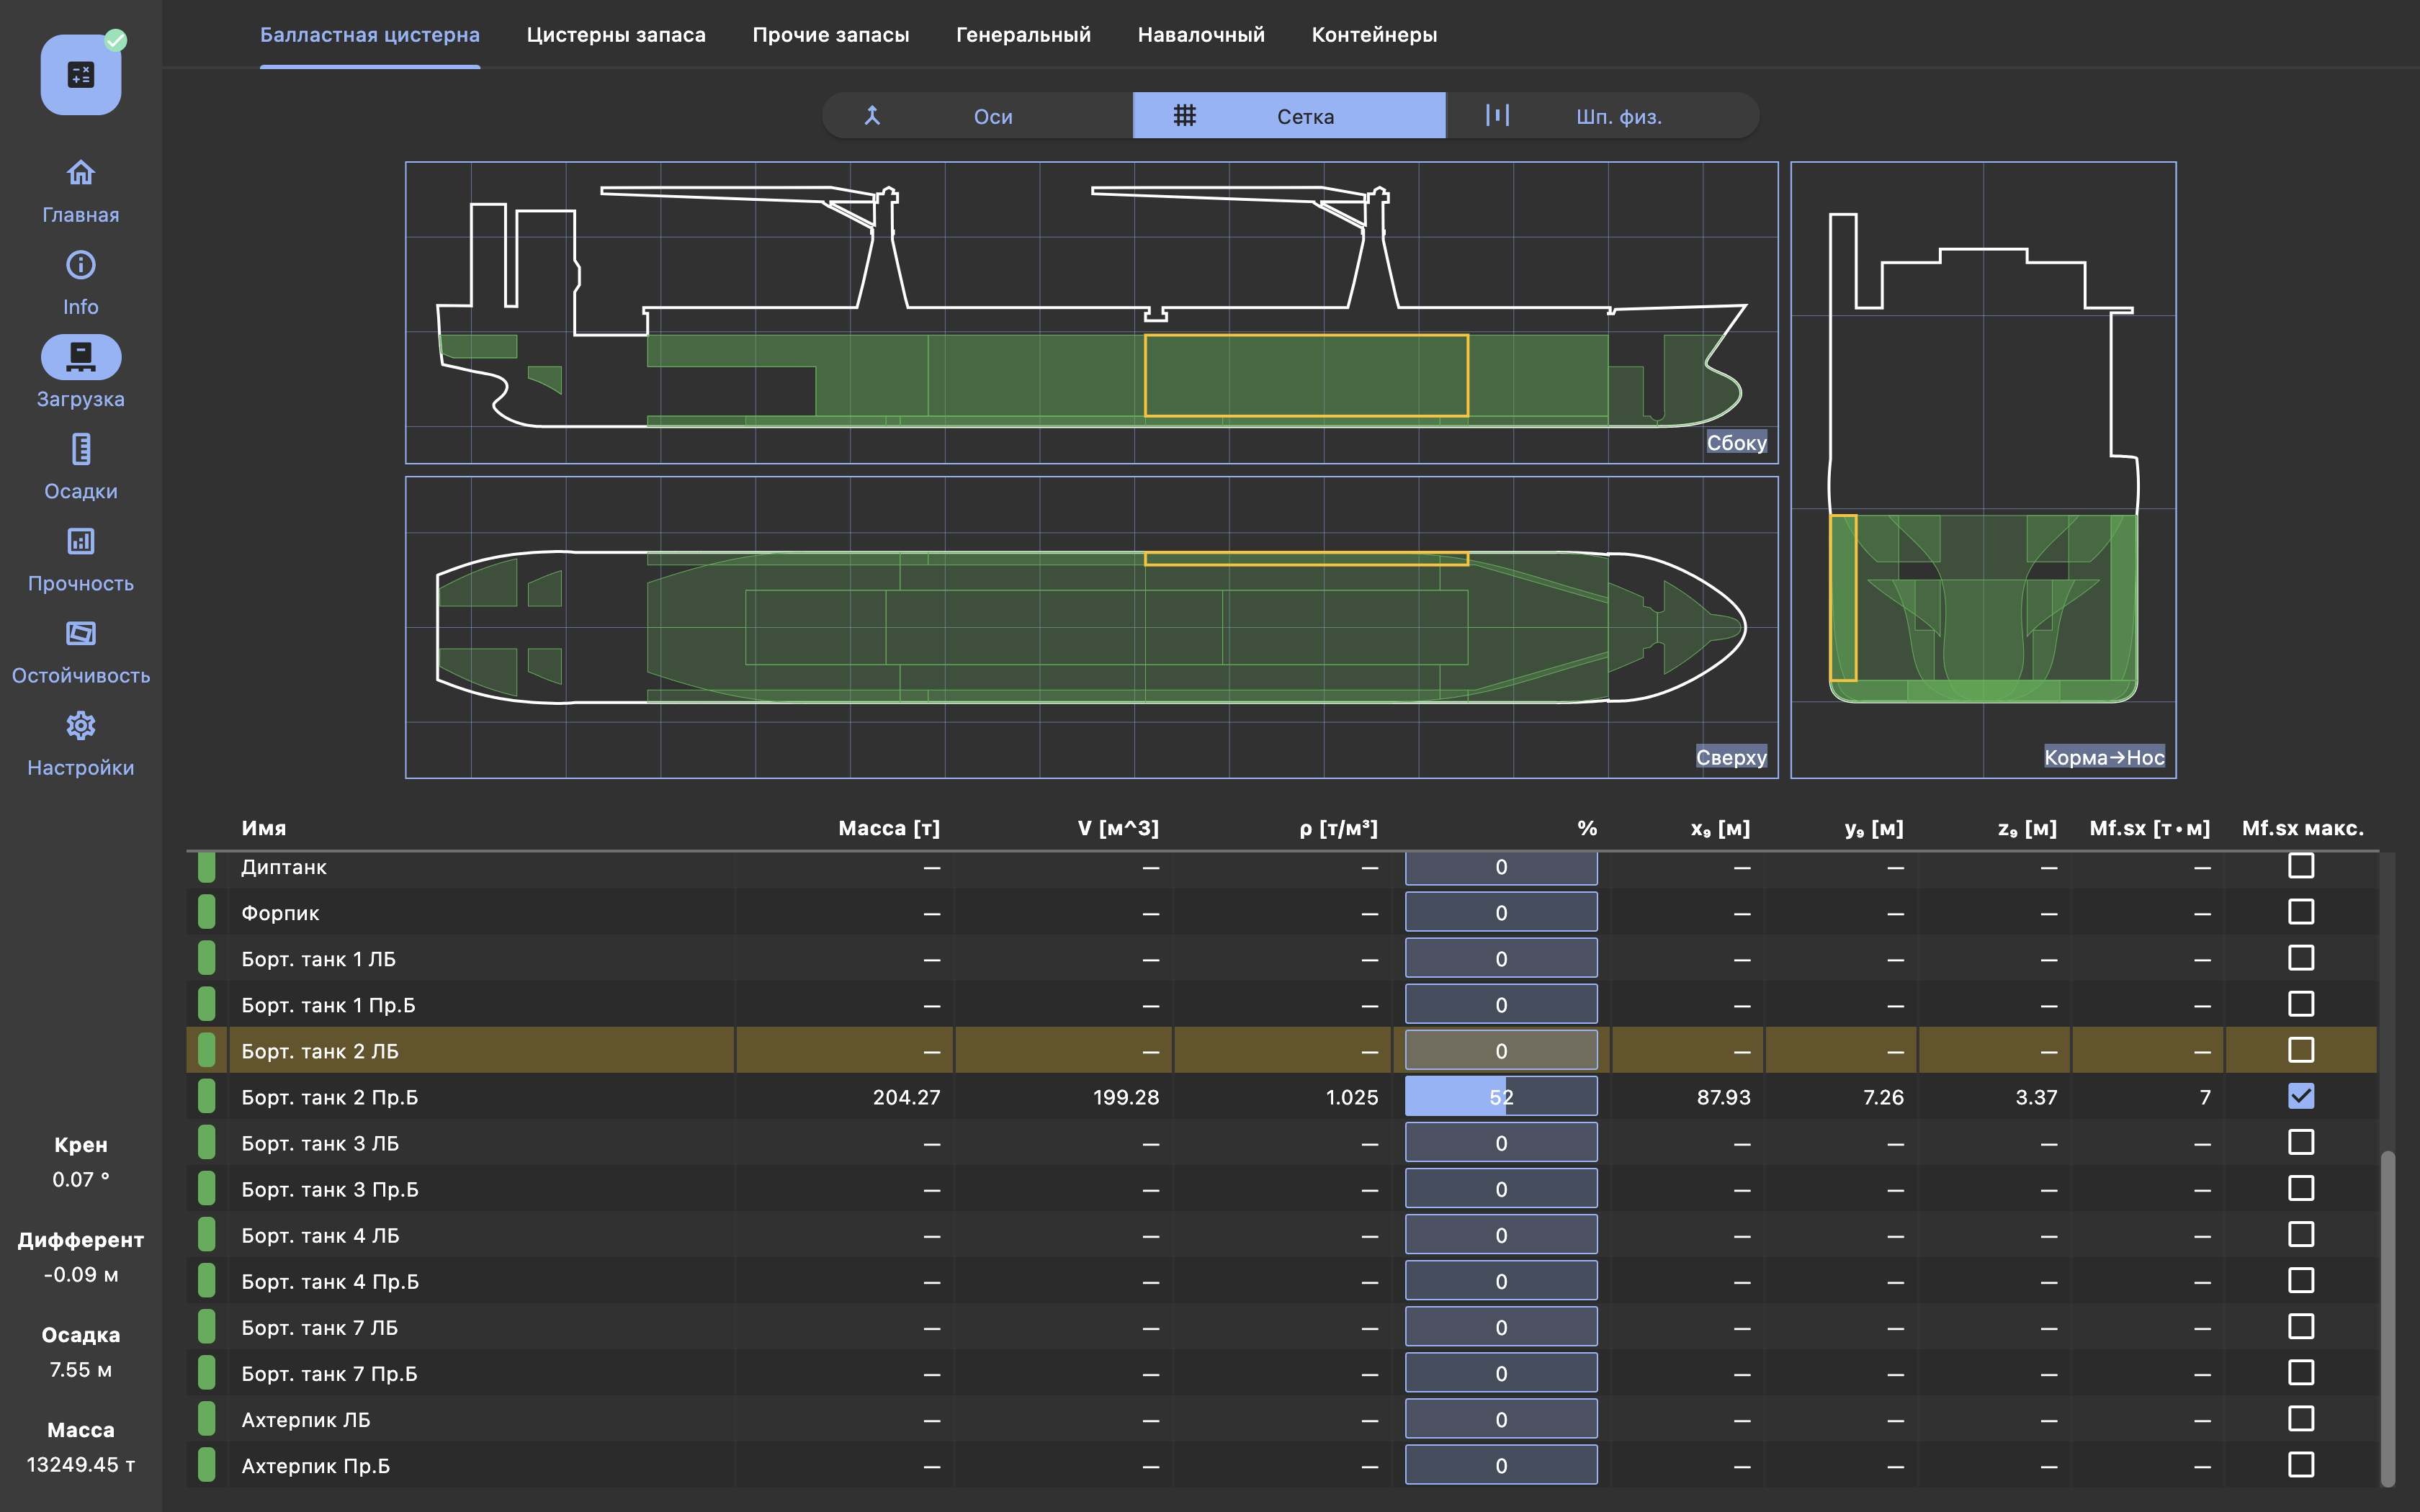 Балластная цистерна Цистерны запаса Прочие запасы Генеральный Навалочный Контейнеры
Оси Сетка Шп. физ.
Главная
Info
Загрузка
Осадки
Прочность
Остойчивость
Настройки
Крен
0.07 °
Дифферент
-0.09 м
Осадка
7.55 м
Масса
13249.45 т
Сбоку
Сверху
Корма→Нос
Имя Масса [т] V [м^3] ρ [т/м³] % x₉ [м] y₉ [м] z₉ [м] Mf.sx [т•м] Mf.sx макс.
Диптанк — — — 0 — — — —
Форпик — — — 0 — — — —
Борт. танк 1 ЛБ — — — 0 — — — —
Борт. танк 1 Пр.Б — — — 0 — — — —
Борт. танк 2 ЛБ — — — 0 — — — —
Борт. танк 2 Пр.Б 204.27 199.28 1.025 52 87.93 7.26 3.37 7
Борт. танк 3 ЛБ — — — 0 — — — —
Борт. танк 3 Пр.Б — — — 0 — — — —
Борт. танк 4 ЛБ — — — 0 — — — —
Борт. танк 4 Пр.Б — — — 0 — — — —
Борт. танк 7 ЛБ — — — 0 — — — —
Борт. танк 7 Пр.Б — — — 0 — — — —
Ахтерпик ЛБ — — — 0 — — — —
Ахтерпик Пр.Б — — — 0 — — — —